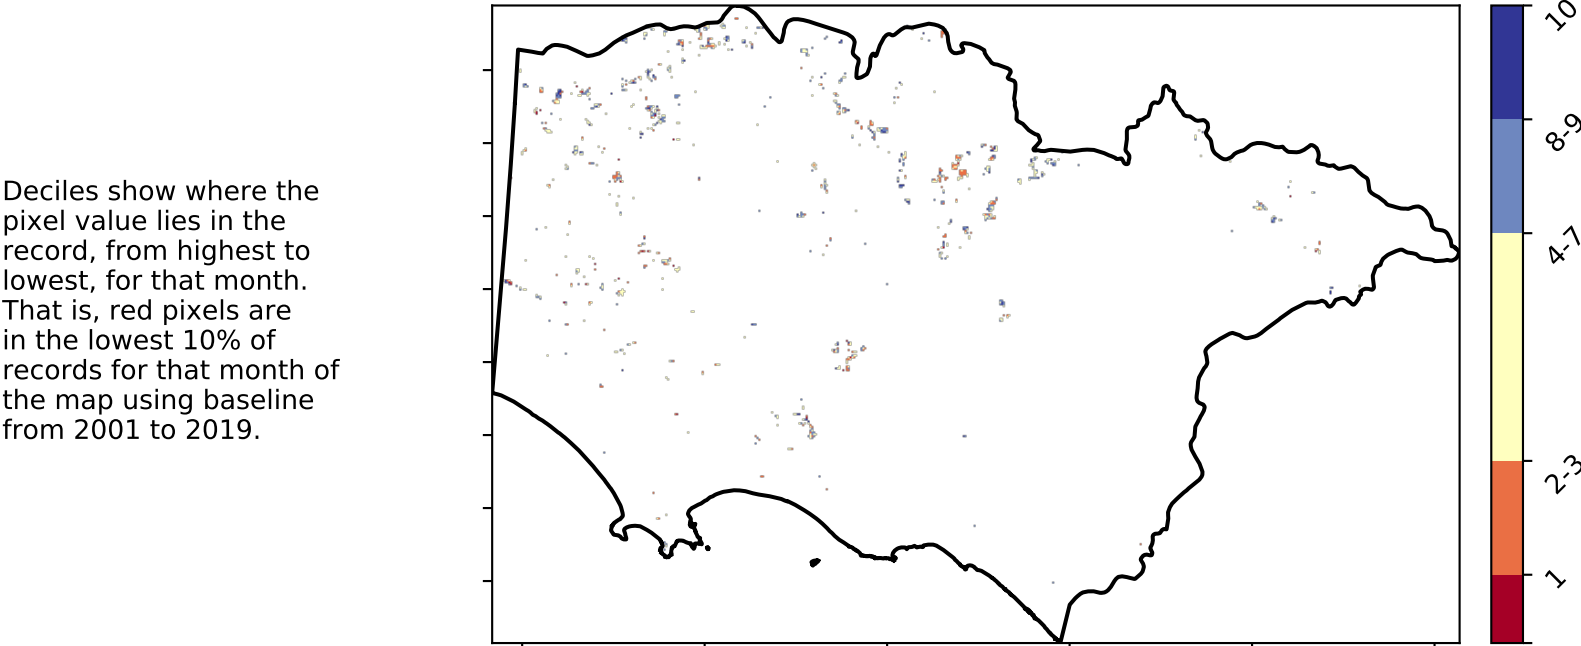 Deciles show where the
pixel value lies in the
record, from highest to
lowest, for that month.
That is, red pixels are
in the lowest 10% of
records for that month of
the map using baseline
from 2001 to 2019.
10
8-9
4-7
2-3
1